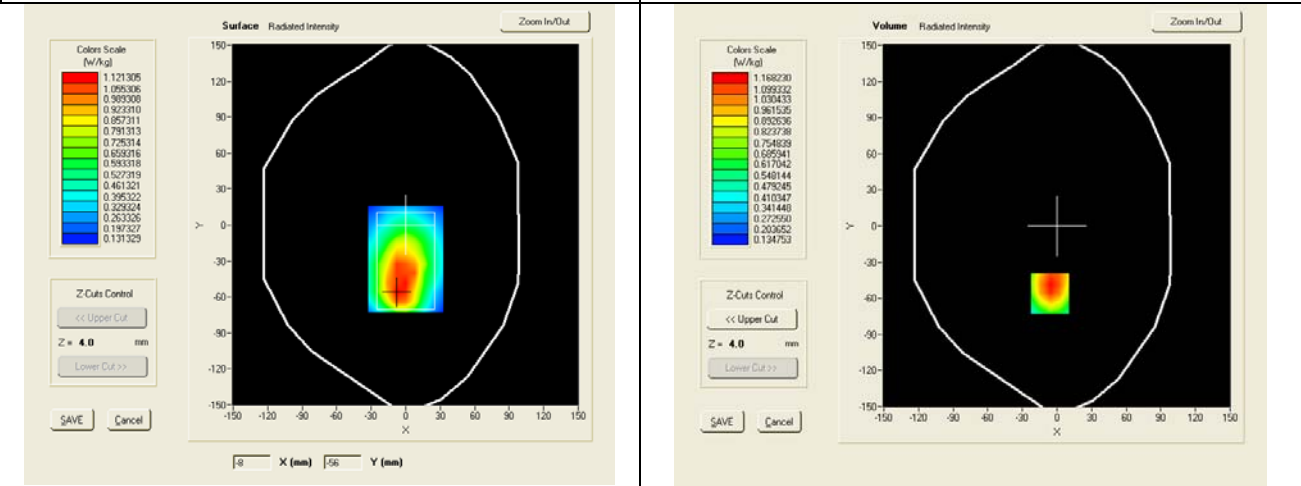 Surface Radiated Intensity
Zoom In/Out
Colors Scale
(W/kg)
1.121305
1.055306
0.989308
0.923310
0.857311
0.791313
0.725314
0.659316
0.593318
0.527319
0.461321
0.395322
0.329324
0.263326
0.197327
0.131329
150
120
90
60
30
0
-30
-60
-90
-120
-150
Y
-150 -120 -90 -60 -30 0 30 60 90 120 150
X
Z-Cuts Control
<< Upper Cut
Z = 4.0 mm
Lower Cut >>
SAVE Cancel
-8 X (mm) -56 Y (mm)
Volume Radiated Intensity
Zoom In/Out
Colors Scale
(W/kg)
1.168230
1.099332
1.030433
0.961535
0.892636
0.823738
0.754839
0.685941
0.617042
0.548144
0.479245
0.410347
0.341448
0.272550
0.203652
0.134753
150
120
90
60
30
0
-30
-60
-90
-120
-150
Y
-150 -120 -90 -60 -30 0 30 60 90 120 150
X
Z-Cuts Control
<< Upper Cut
Z = 4.0 mm
Lower Cut >>
SAVE Cancel